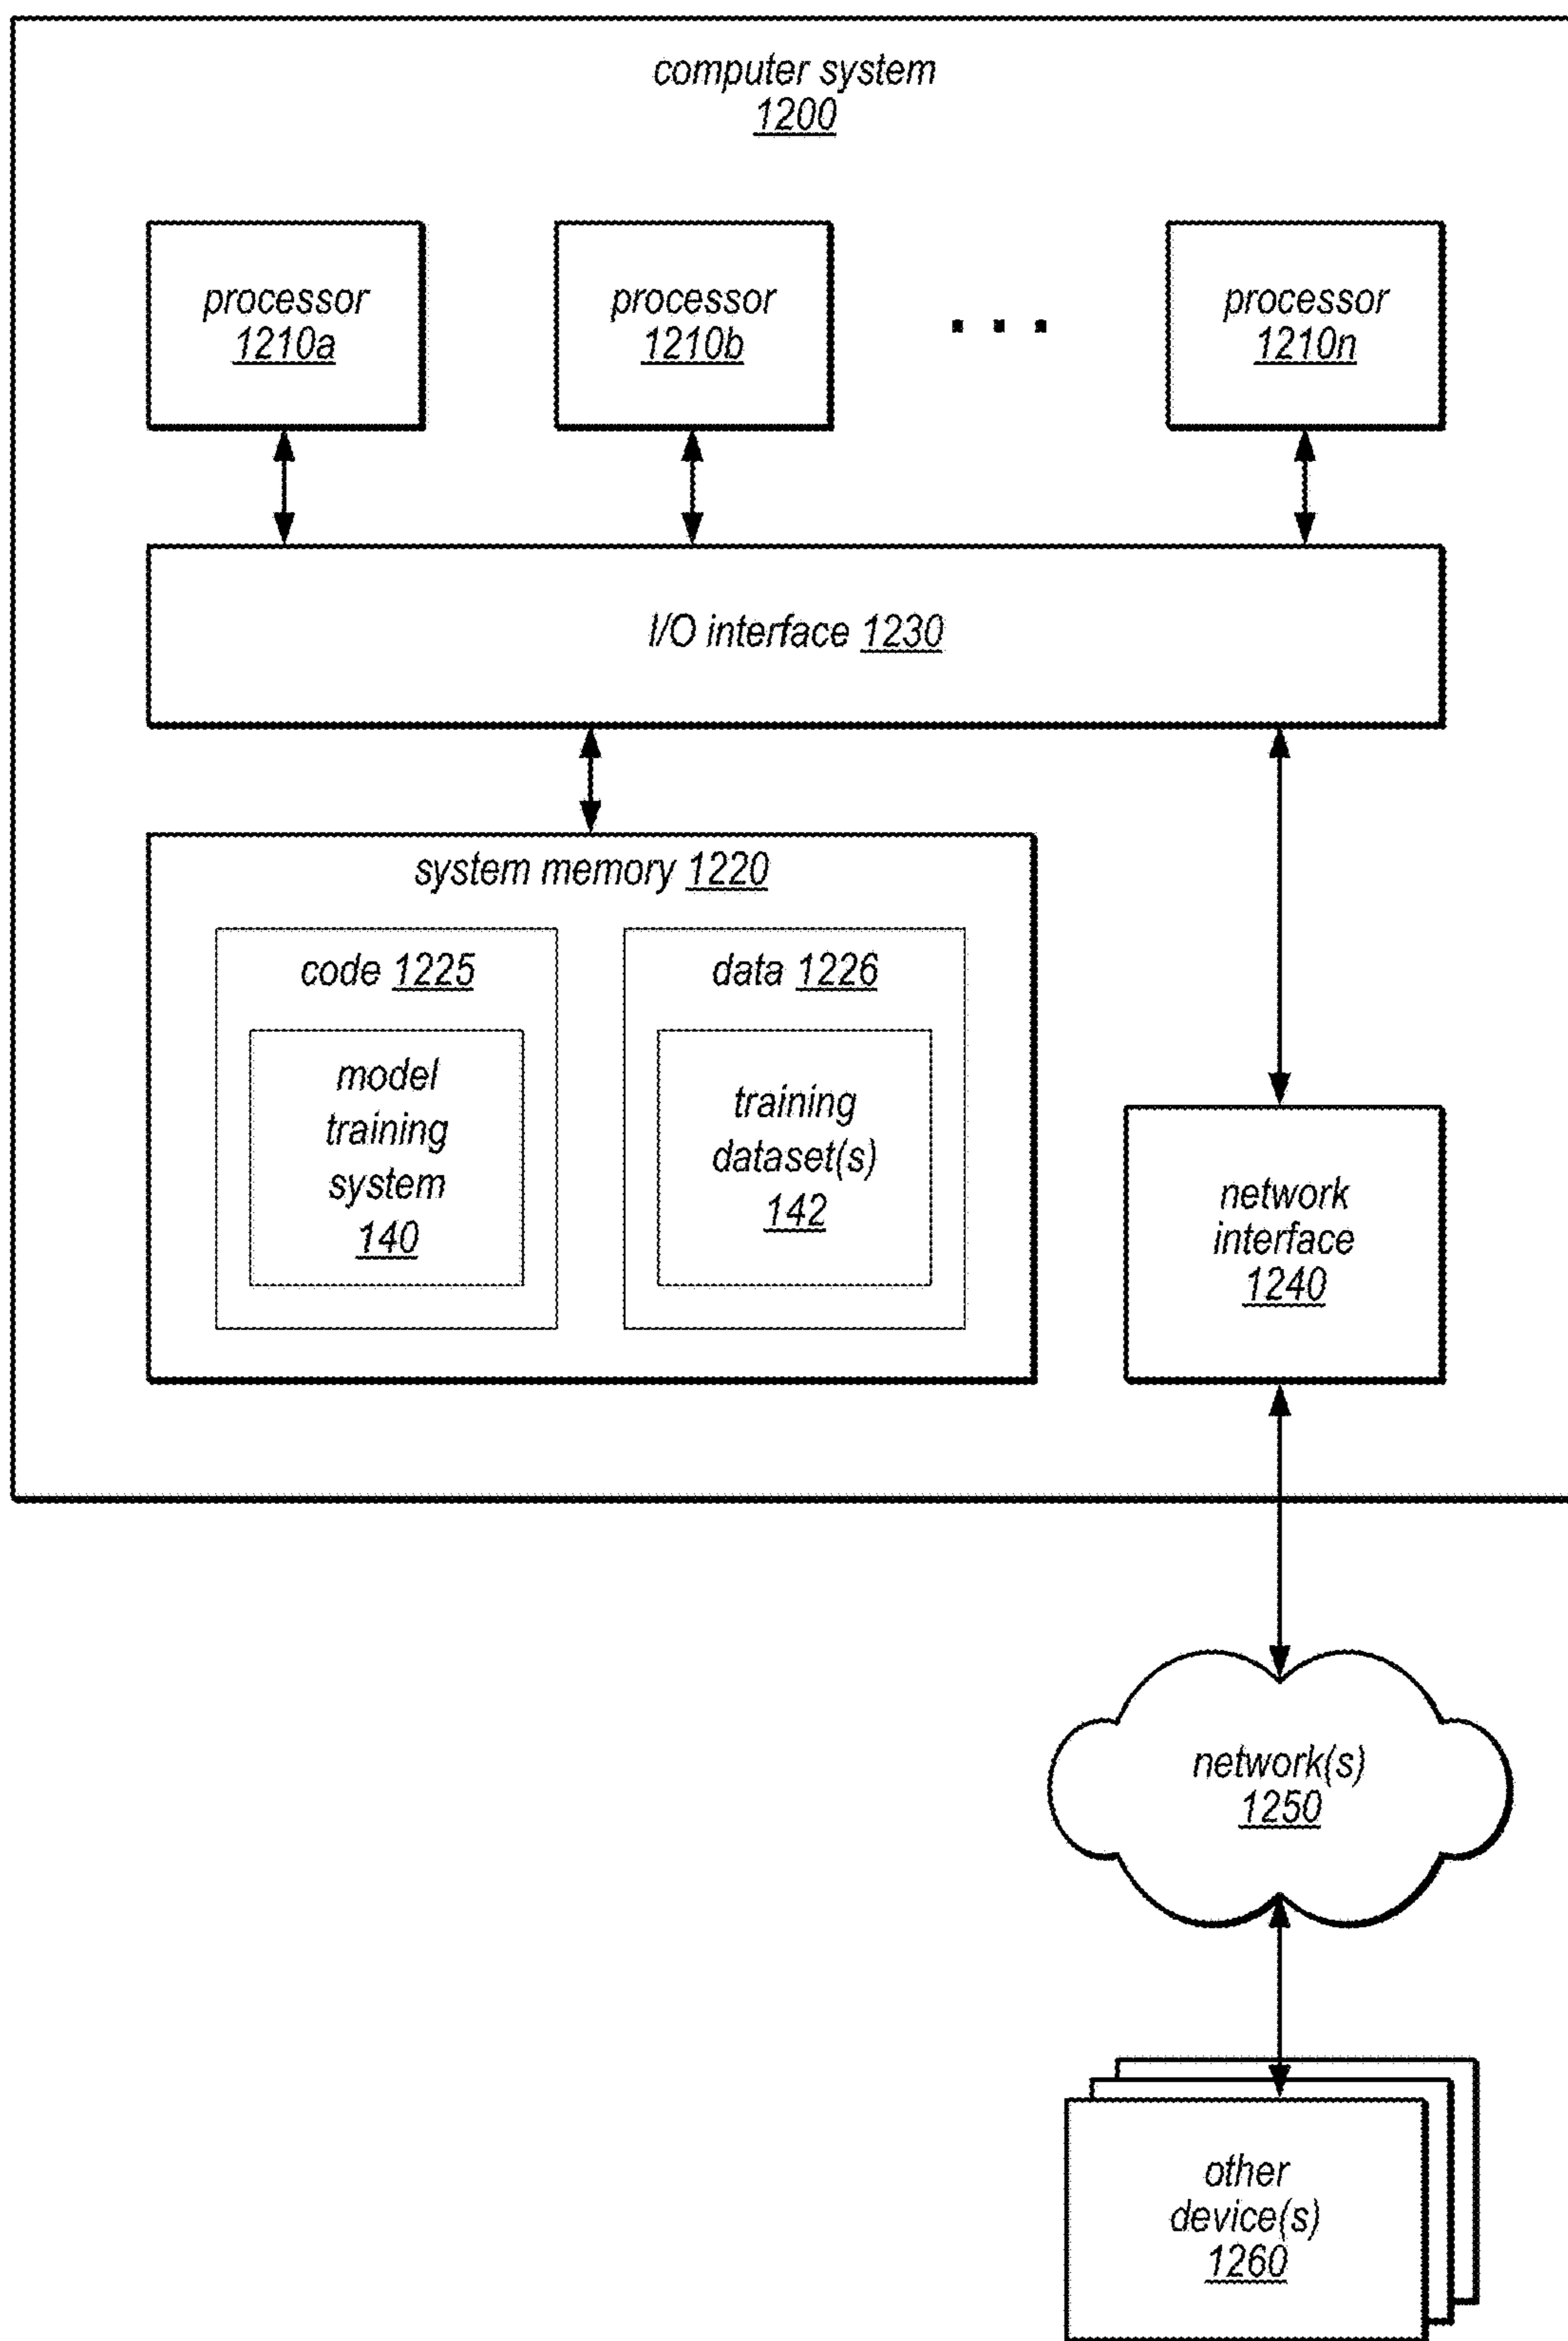 computer system
1200
processor
1210a
processor
1210b
processor
1210n
I/O interface 1230
system memory 1220
code 1225
model
training
system
140
data 1226
training
dataset(s)
142
network
interface
1240
network(s)
1250
other
device(s)
1260